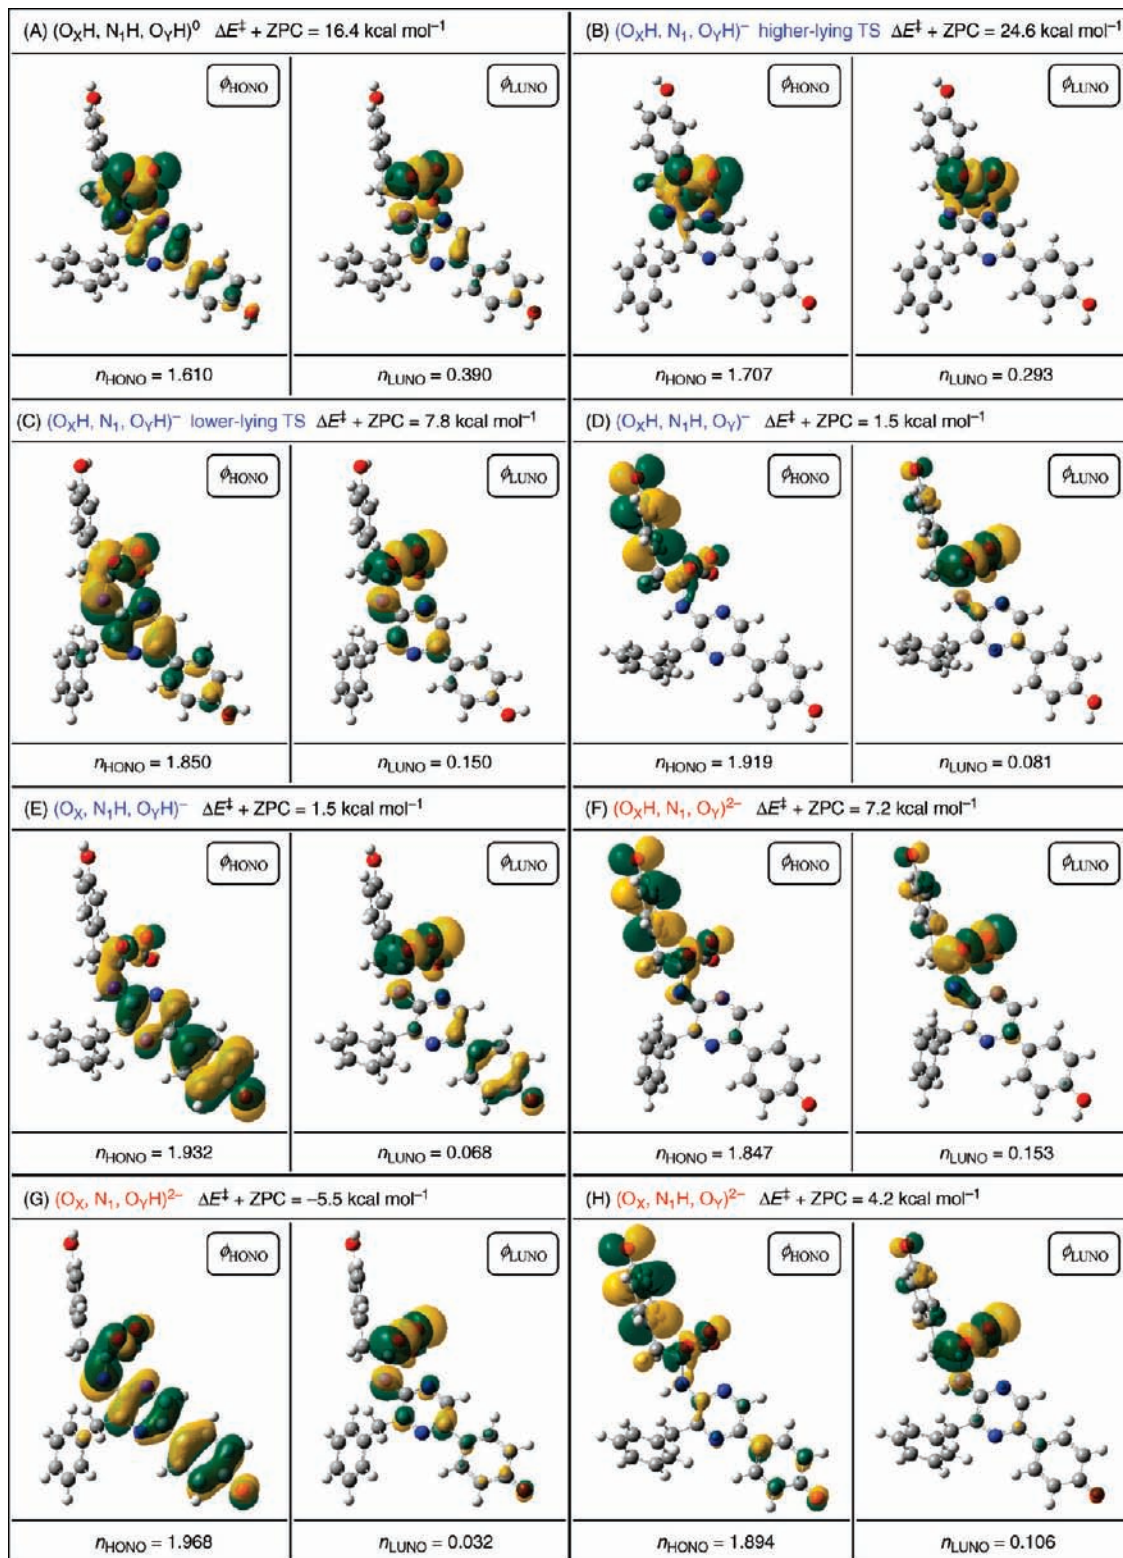 (A) (OXH, N1H, OYH)⁰ ΔE‡ + ZPC = 16.4 kcal mol⁻¹
ϕHONO
ϕLUNO
nHONO = 1.610
nLUNO = 0.390
(B) (OXH, N1, OYH)⁻ higher-lying TS ΔE‡ + ZPC = 24.6 kcal mol⁻¹
ϕHONO
ϕLUNO
nHONO = 1.707
nLUNO = 0.293
(C) (OXH, N1, OYH)⁻ lower-lying TS ΔE‡ + ZPC = 7.8 kcal mol⁻¹
ϕHONO
ϕLUNO
nHONO = 1.850
nLUNO = 0.150
(D) (OXH, N1H, OY)⁻ ΔE‡ + ZPC = 1.5 kcal mol⁻¹
ϕHONO
ϕLUNO
nHONO = 1.919
nLUNO = 0.081
(E) (OX, N1H, OYH)⁻ ΔE‡ + ZPC = 1.5 kcal mol⁻¹
ϕHONO
ϕLUNO
nHONO = 1.932
nLUNO = 0.068
(F) (OXH, N1, OY)²⁻ ΔE‡ + ZPC = 7.2 kcal mol⁻¹
ϕHONO
ϕLUNO
nHONO = 1.847
nLUNO = 0.153
(G) (OX, N1, OYH)²⁻ ΔE‡ + ZPC = –5.5 kcal mol⁻¹
ϕHONO
ϕLUNO
nHONO = 1.968
nLUNO = 0.032
(H) (OX, N1H, OY)²⁻ ΔE‡ + ZPC = 4.2 kcal mol⁻¹
ϕHONO
ϕLUNO
nHONO = 1.894
nLUNO = 0.106